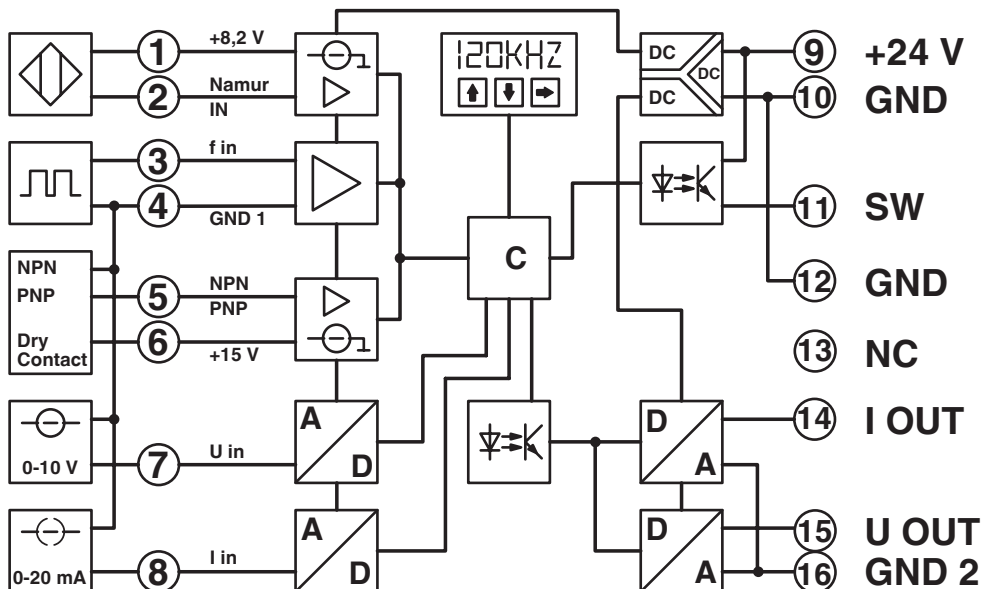 1 +8,2 V
2 Namur
IN
3 f in
4 GND 1
NPN
PNP
Dry
Contact
5 NPN
PNP
6 +15 V
0-10 V
7 U in
0-20 mA
8 I in
A
D
A
D
120KHZ
C
DC
DC
DC
D
A
D
A
9 +24 V
10 GND
11 SW
12 GND
13 NC
14 I OUT
15 U OUT
16 GND 2